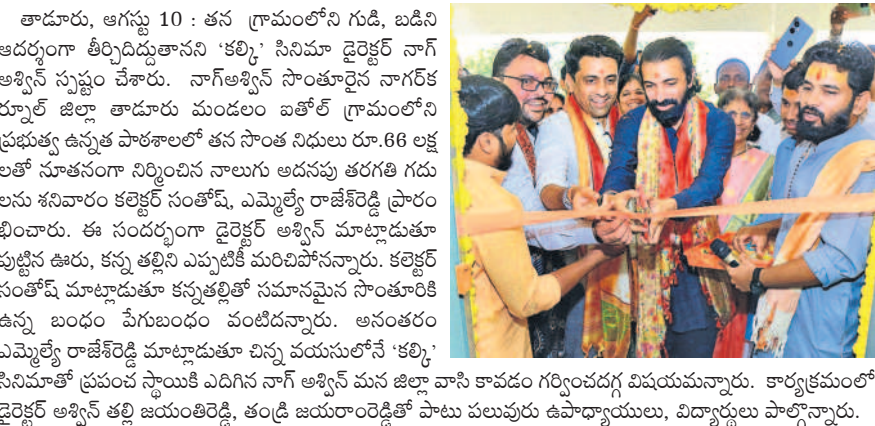 తాడూరు, ఆగస్టు 10 : తన గ్రామంలోని గుడి, బడిని
ఆదర్శంగా తీర్చిదిద్దుతానని ‘కల్కి’ సినిమా డైరెక్టర్ నాగ్
అశ్విన్ స్పష్టం చేశారు. నాగ్‌అశ్విన్ సొంతూరైన నాగర్‌క
ర్నూల్ జిల్లా తాడూరు మండలం ఐతోల్ గ్రామంలోని
ప్రభుత్వ ఉన్నత పాఠశాలలో తన సొంత నిధులు రూ.66 లక్ష
లతో నూతనంగా నిర్మించిన నాలుగు అదనపు తరగతి గదు
లను శనివారం కలెక్టర్ సంతోష్, ఎమ్మెల్యే రాజేశ్‌రెడ్డి ప్రారం
భించారు. ఈ సందర్భంగా డైరెక్టర్ అశ్విన్ మాట్లాడుతూ
పుట్టిన ఊరు, కన్న తల్లిని ఎప్పటికీ మరిచిపోనన్నారు. కలెక్టర్
సంతోష్ మాట్లాడుతూ కన్నతల్లితో సమానమైన సొంతూరికి
ఉన్న బంధం పేగుబంధం వంటిదన్నారు. అనంతరం
ఎమ్మెల్యే రాజేశ్‌రెడ్డి మాట్లాడుతూ చిన్న వయసులోనే ‘కల్కి’
సినిమాతో ప్రపంచ స్థాయికి ఎదిగిన నాగ్ అశ్విన్ మన జిల్లా వాసి కావడం గర్వించదగ్గ విషయమన్నారు. కార్యక్రమంలో
డైరెక్టర్ అశ్విన్ తల్లి జయంతిరెడ్డి, తండ్రి జయరాంరెడ్డితో పాటు పలువురు ఉపాధ్యాయులు, విద్యార్థులు పాల్గొన్నారు.